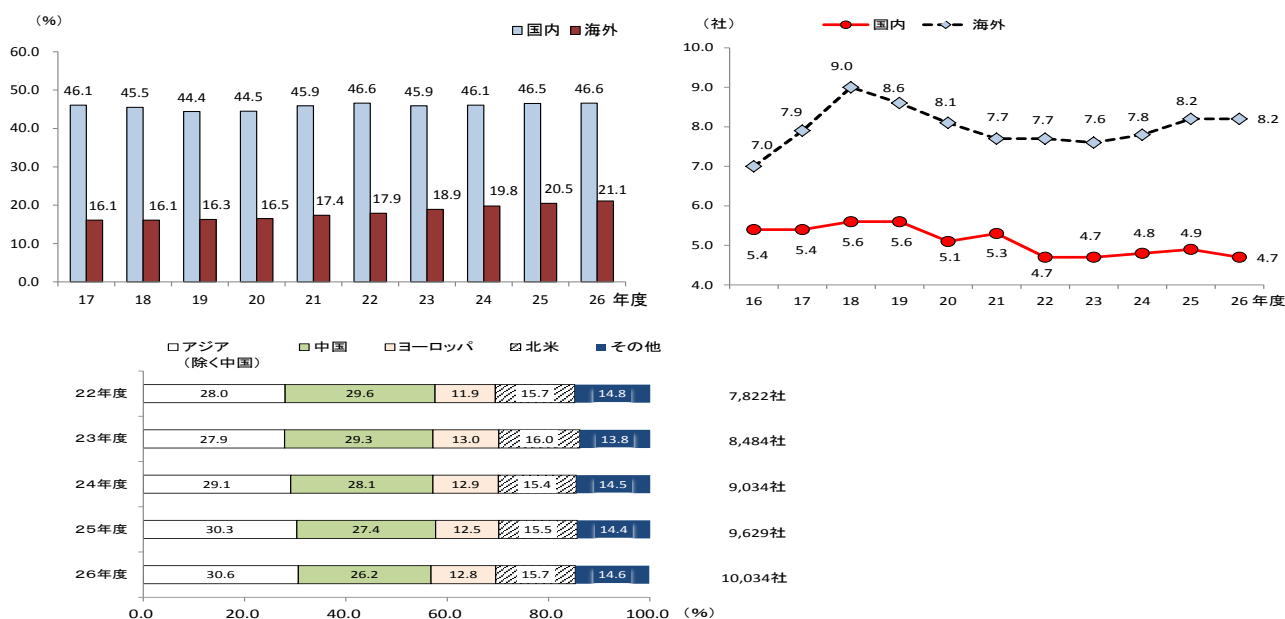 (%)
国内 海外
60.0
50.0
40.0
30.0
20.0
10.0
0.0
46.1 45.5 44.4 44.5 45.9 46.6 45.9 46.1 46.5 46.6
16.1 16.1 16.3 16.5 17.4 17.9 18.9 19.8 20.5 21.1
17 18 19 20 21 22 23 24 25 26 年度
(社)
国内 海外
10.0
9.0
8.0
7.0
6.0
5.0
4.0
7.0 7.9 9.0 8.6 8.1 7.7 7.7 7.6 7.8 8.2 8.2
5.4 5.4 5.6 5.6 5.1 5.3 4.7 4.7 4.8 4.9 4.7
16 17 18 19 20 21 22 23 24 25 26 年度
アジア 中国 ヨーロッパ 北米 その他
(除く中国)
22年度 28.0 29.6 11.9 15.7 14.8 7,822社
23年度 27.9 29.3 13.0 16.0 13.8 8,484社
24年度 29.1 28.1 12.9 15.4 14.5 9,034社
25年度 30.3 27.4 12.5 15.5 14.4 9,629社
26年度 30.6 26.2 12.8 15.7 14.6 10,034社
0.0 20.0 40.0 60.0 80.0 100.0 (%)